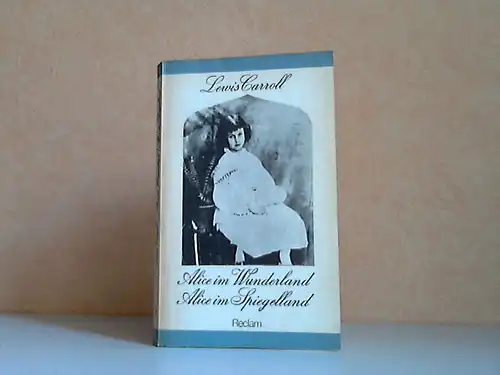 Lewis Carroll
Alice im Wunderland
Alice im Spiegelland
Reclam